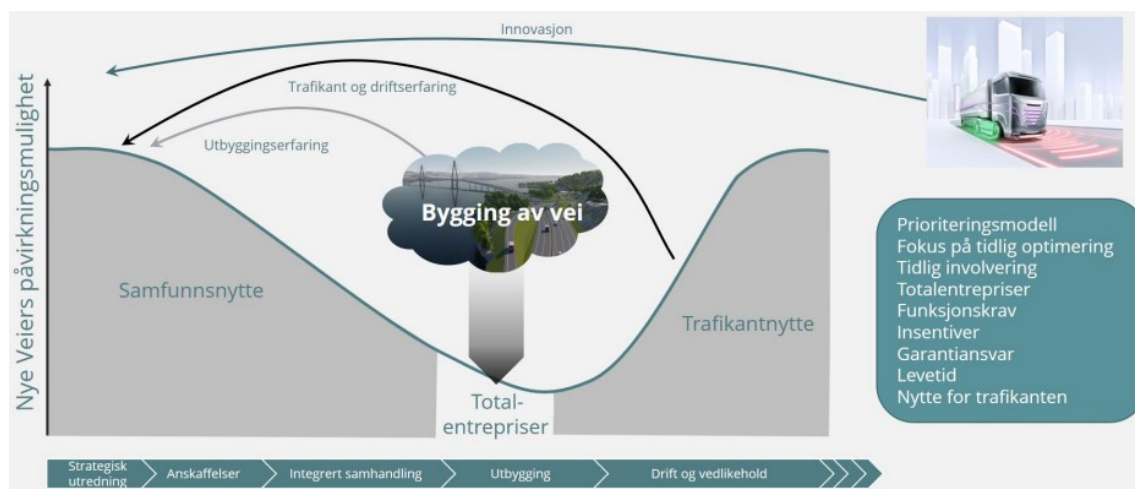 Innovasjon
Trafikant og driftserfaring
Utbyggingserfaring
Nye Veiers påvirkningsmulighet
Bygging av vei
Samfunnsnytte
Trafikantnytte
Total-
entrepriser
Prioriteringsmodell
Fokus på tidlig optimering
Tidlig involvering
Totalentrepriser
Funksjonskrav
Insentiver
Garantiansvar
Levetid
Nytte for trafikanten
Strategisk
utredning
Anskaffelser
Integrert samhandling
Utbygging
Drift og vedlikehold